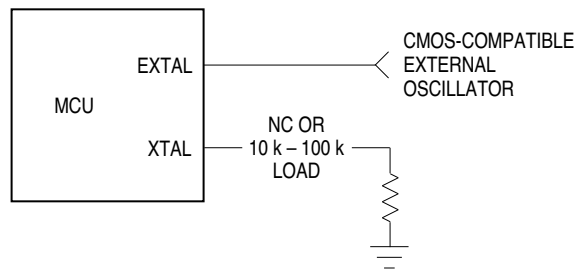 EXTAL
CMOS-COMPATIBLE
EXTERNAL
OSCILLATOR
MCU
XTAL
NC OR
10 k – 100 k
LOAD